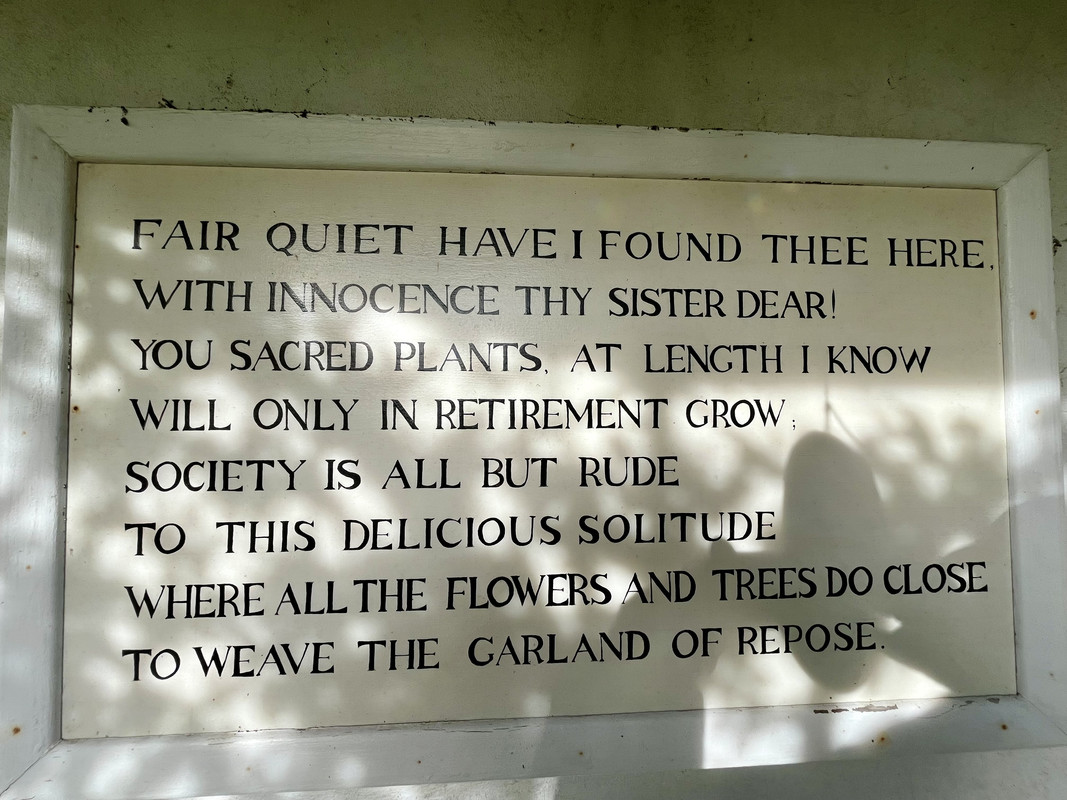 FAIR QUIET HAVE I FOUND THEE HERE,
WITH INNOCENCE THY SISTER DEAR!
YOU SACRED PLANTS, AT LENGTH I KNOW
WILL ONLY IN RETIREMENT GROW;
SOCIETY IS ALL BUT RUDE
TO THIS DELICIOUS SOLITUDE
WHERE ALL THE FLOWERS AND TREES DO CLOSE
TO WEAVE THE GARLAND OF REPOSE.